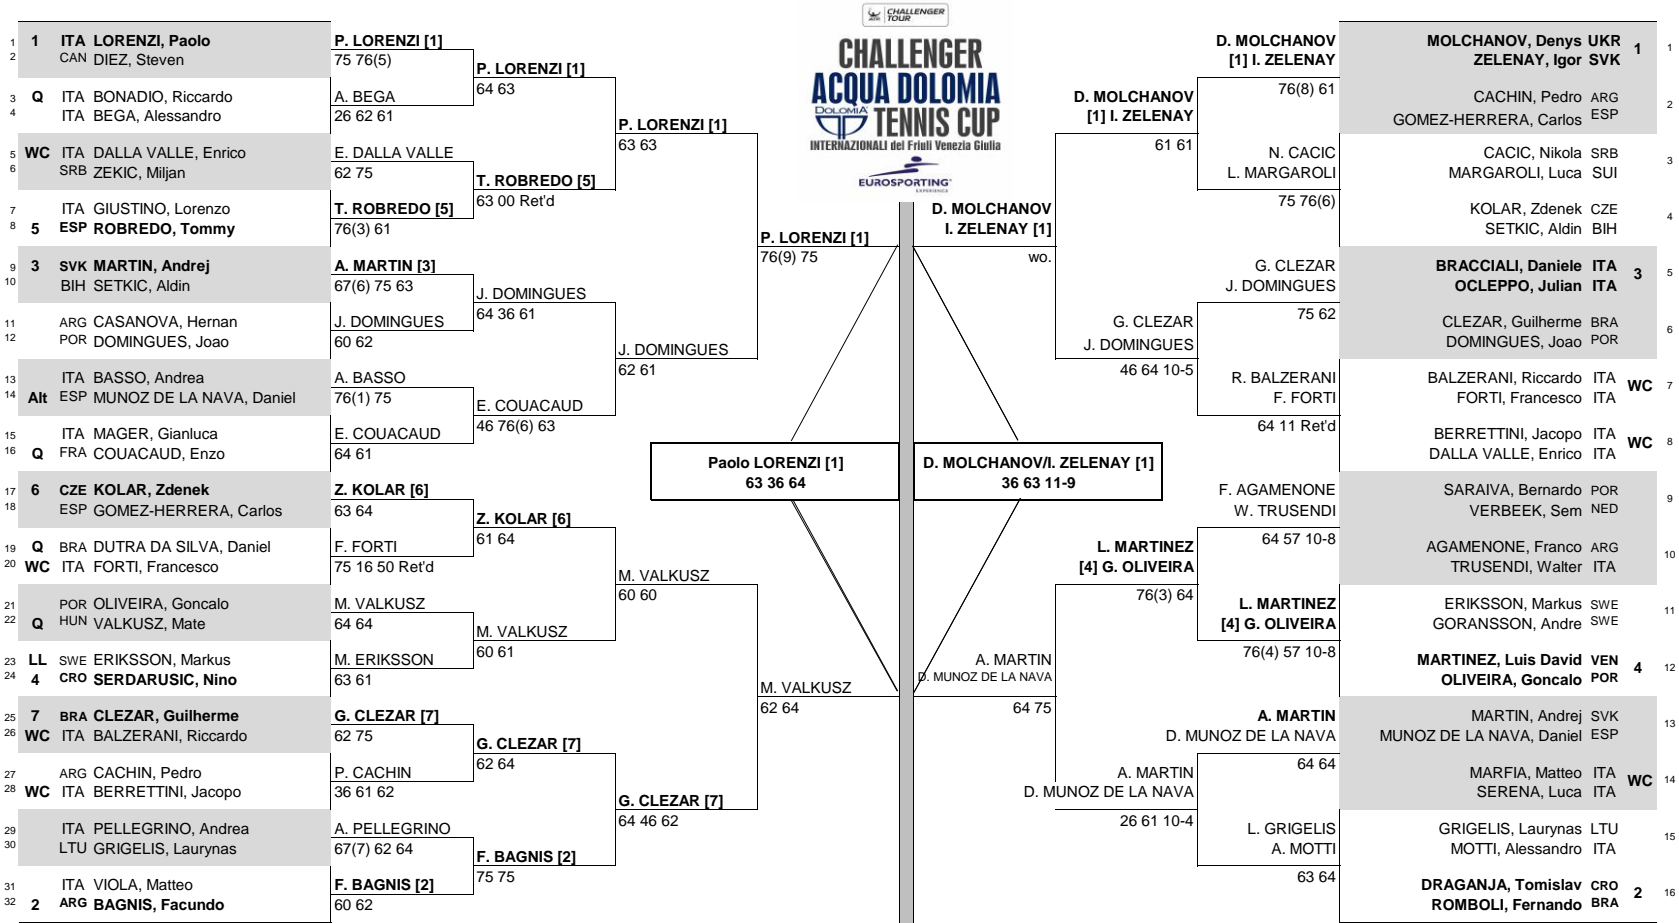 CHALLENGER
TOUR
CHALLENGER
ACQUA DOLOMIA
DOLOMIA
TENNIS CUP
INTERNAZIONALI del Friuli Venezia Giulia
EUROSPORTING
EXPERIENCE
1 1 ITA LORENZI, Paolo
2 CAN DIEZ, Steven
3 Q ITA BONADIO, Riccardo
4 ITA BEGA, Alessandro
5 WC ITA DALLA VALLE, Enrico
6 SRB ZEKIC, Miljan
7 ITA GIUSTINO, Lorenzo
8 5 ESP ROBREDO, Tommy
9 3 SVK MARTIN, Andrej
10 BIH SETKIC, Aldin
11 ARG CASANOVA, Hernan
12 POR DOMINGUES, Joao
13 ITA BASSO, Andrea
14 Alt ESP MUNOZ DE LA NAVA, Daniel
15 ITA MAGER, Gianluca
16 Q FRA COUACAUD, Enzo
17 6 CZE KOLAR, Zdenek
18 ESP GOMEZ-HERRERA, Carlos
19 Q BRA DUTRA DA SILVA, Daniel
20 WC ITA FORTI, Francesco
21 POR OLIVEIRA, Goncalo
22 Q HUN VALKUSZ, Mate
23 LL SWE ERIKSSON, Markus
24 4 CRO SERDARUSIC, Nino
25 7 BRA CLEZAR, Guilherme
26 WC ITA BALZERANI, Riccardo
27 ARG CACHIN, Pedro
28 WC ITA BERRETTINI, Jacopo
29 ITA PELLEGRINO, Andrea
30 LTU GRIGELIS, Laurynas
31 ITA VIOLA, Matteo
32 2 ARG BAGNIS, Facundo
P. LORENZI [1]
75 76(5)
A. BEGA
26 62 61
E. DALLA VALLE
62 75
T. ROBREDO [5]
76(3) 61
A. MARTIN [3]
67(6) 75 63
J. DOMINGUES
60 62
A. BASSO
76(1) 75
E. COUACAUD
64 61
Z. KOLAR [6]
63 64
F. FORTI
75 16 50 Ret'd
M. VALKUSZ
64 64
M. ERIKSSON
63 61
G. CLEZAR [7]
62 75
P. CACHIN
36 61 62
A. PELLEGRINO
67(7) 62 64
F. BAGNIS [2]
60 62
P. LORENZI [1]
64 63
T. ROBREDO [5]
63 00 Ret'd
J. DOMINGUES
64 36 61
E. COUACAUD
46 76(6) 63
Z. KOLAR [6]
61 64
M. VALKUSZ
60 61
G. CLEZAR [7]
62 64
F. BAGNIS [2]
75 75
P. LORENZI [1]
63 63
J. DOMINGUES
62 61
M. VALKUSZ
60 60
G. CLEZAR [7]
64 46 62
P. LORENZI [1]
76(9) 75
M. VALKUSZ
62 64
Paolo LORENZI [1]
63 36 64
D. MOLCHANOV/I. ZELENAY [1]
36 63 11-9
D. MOLCHANOV
I. ZELENAY [1]
wo.
A. MARTIN
D. MUNOZ DE LA NAVA
64 75
D. MOLCHANOV
[1] I. ZELENAY
61 61
G. CLEZAR
J. DOMINGUES
46 64 10-5
L. MARTINEZ
[4] G. OLIVEIRA
76(3) 64
A. MARTIN
D. MUNOZ DE LA NAVA
26 61 10-4
D. MOLCHANOV
[1] I. ZELENAY
76(8) 61
N. CACIC
L. MARGAROLI
75 76(6)
G. CLEZAR
J. DOMINGUES
75 62
R. BALZERANI
F. FORTI
64 11 Ret'd
F. AGAMENONE
W. TRUSENDI
64 57 10-8
L. MARTINEZ
[4] G. OLIVEIRA
76(4) 57 10-8
A. MARTIN
D. MUNOZ DE LA NAVA
64 64
L. GRIGELIS
A. MOTTI
63 64
MOLCHANOV, Denys UKR 1 1
ZELENAY, Igor SVK
CACHIN, Pedro ARG 2
GOMEZ-HERRERA, Carlos ESP
CACIC, Nikola SRB 3
MARGAROLI, Luca SUI
KOLAR, Zdenek CZE 4
SETKIC, Aldin BIH
BRACCIALI, Daniele ITA 3 5
OCLEPPO, Julian ITA
CLEZAR, Guilherme BRA 6
DOMINGUES, Joao POR
BALZERANI, Riccardo ITA WC 7
FORTI, Francesco ITA
BERRETTINI, Jacopo ITA WC 8
DALLA VALLE, Enrico ITA
SARAIVA, Bernardo POR 9
VERBEEK, Sem NED
AGAMENONE, Franco ARG 10
TRUSENDI, Walter ITA
ERIKSSON, Markus SWE 11
GORANSSON, Andre SWE
MARTINEZ, Luis David VEN 4 12
OLIVEIRA, Goncalo POR
MARTIN, Andrej SVK 13
MUNOZ DE LA NAVA, Daniel ESP
MARFIA, Matteo ITA WC 14
SERENA, Luca ITA
GRIGELIS, Laurynas LTU 15
MOTTI, Alessandro ITA
DRAGANJA, Tomislav CRO 2 16
ROMBOLI, Fernando BRA